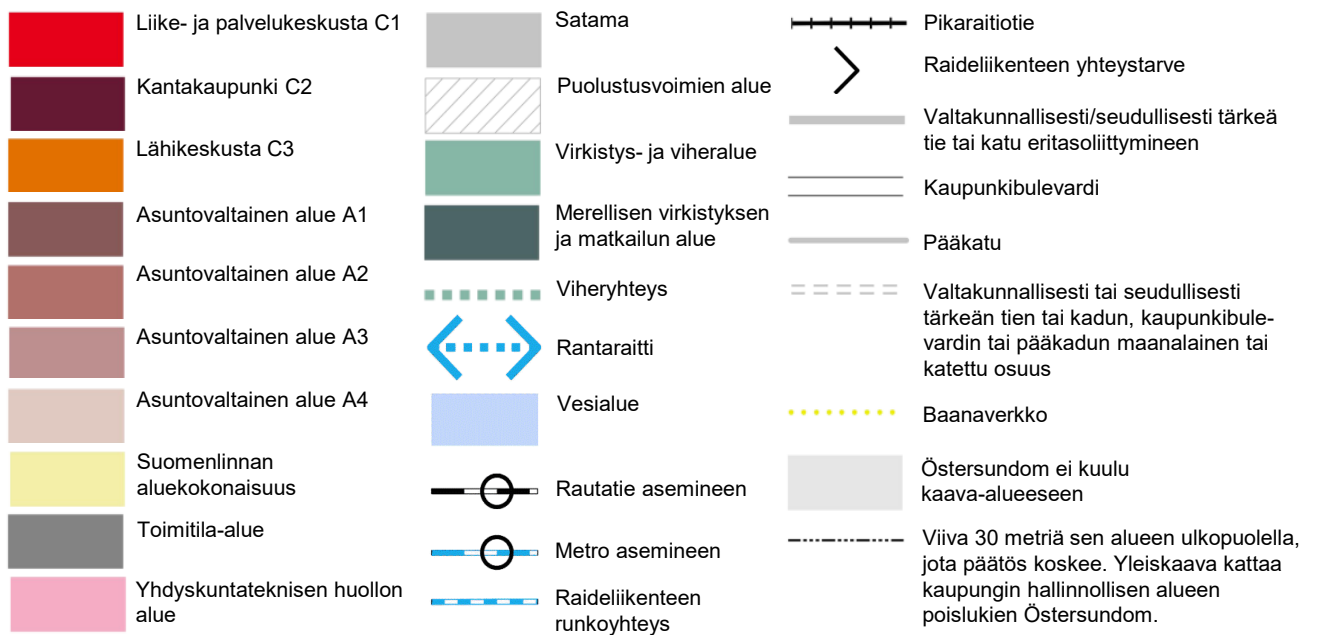 Liike- ja palvelukeskusta C1
Kantakaupunki C2
Lähikeskusta C3
Asuntovaltainen alue A1
Asuntovaltainen alue A2
Asuntovaltainen alue A3
Asuntovaltainen alue A4
Suomenlinnan
aluekokonaisuus
Toimitila-alue
Yhdyskuntateknisen huollon
alue
Satama
Puolustusvoimien alue
Virkistys- ja viheralue
Merellisen virkistyksen
ja matkailun alue
Viheryhteys
Rantaraitti
Vesialue
Rautatie asemineen
Metro asemineen
Raideliikenteen
runkoyhteys
Pikaraitiotie
Raideliikenteen yhteystarve
Valtakunnallisesti/seudullisesti tärkeä
tie tai katu eritasoliittymineen
Kaupunkibulevardi
Pääkatu
Valtakunnallisesti tai seudullisesti
tärkeän tien tai kadun, kaupunkibule-
vardin tai pääkadun maanalainen tai
katettu osuus
Baanaverkko
Östersundom ei kuulu
kaava-alueeseen
Viiva 30 metriä sen alueen ulkopuolella,
jota päätös koskee. Yleiskaava kattaa
kaupungin hallinnollisen alueen
poislukien Östersundom.